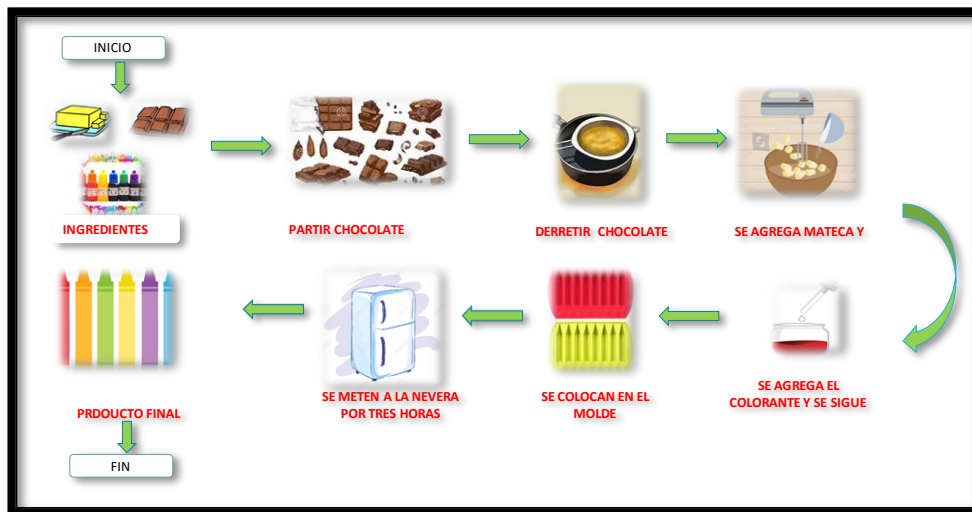 INICIO
INGREDIENTES
PARTIR CHOCOLATE
DERRETIR CHOCOLATE
SE AGREGA MATECA Y
SE AGREGA EL
COLORANTE Y SE SIGUE
SE COLOCAN EN EL
MOLDE
SE METEN A LA NEVERA
POR TRES HORAS
PRDOUCTO FINAL
FIN